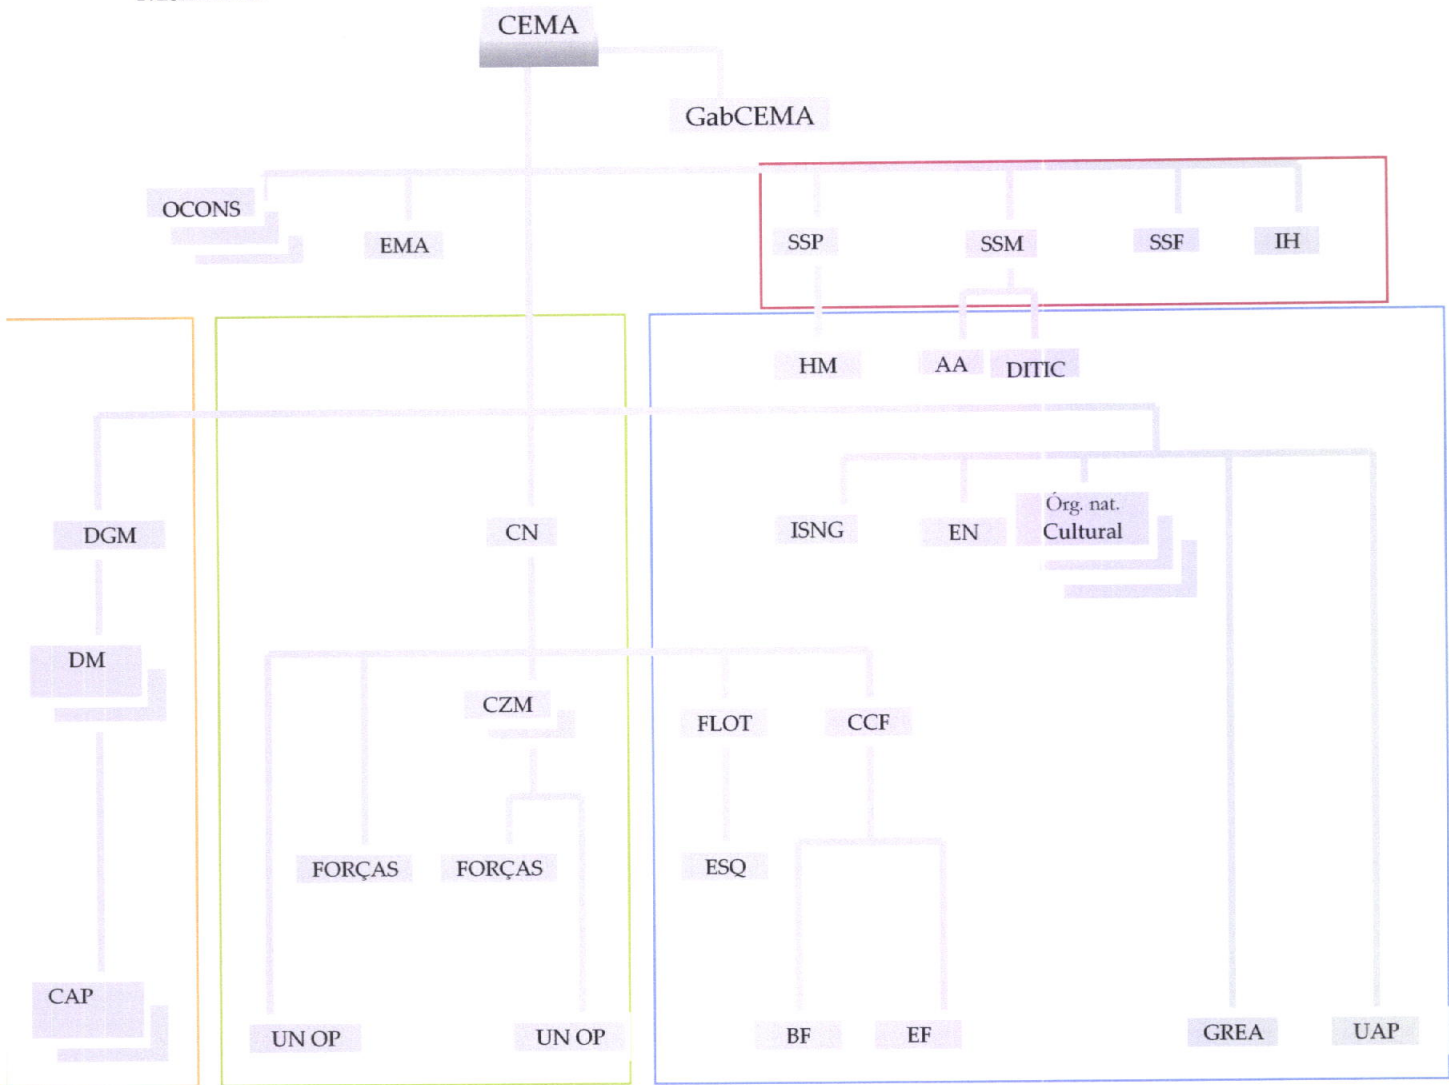 CEMA
GabCEMA
OCONS
EMA
SSP
SSM
SSF
IH
HM
AA
DITIC
DGM
CN
ISNG
EN
Órg. nat.
Cultural
DM
CZM
FLOT
CCF
FORÇAS
FORÇAS
ESQ
CAP
UN OP
UN OP
BF
EF
GREA
UAP